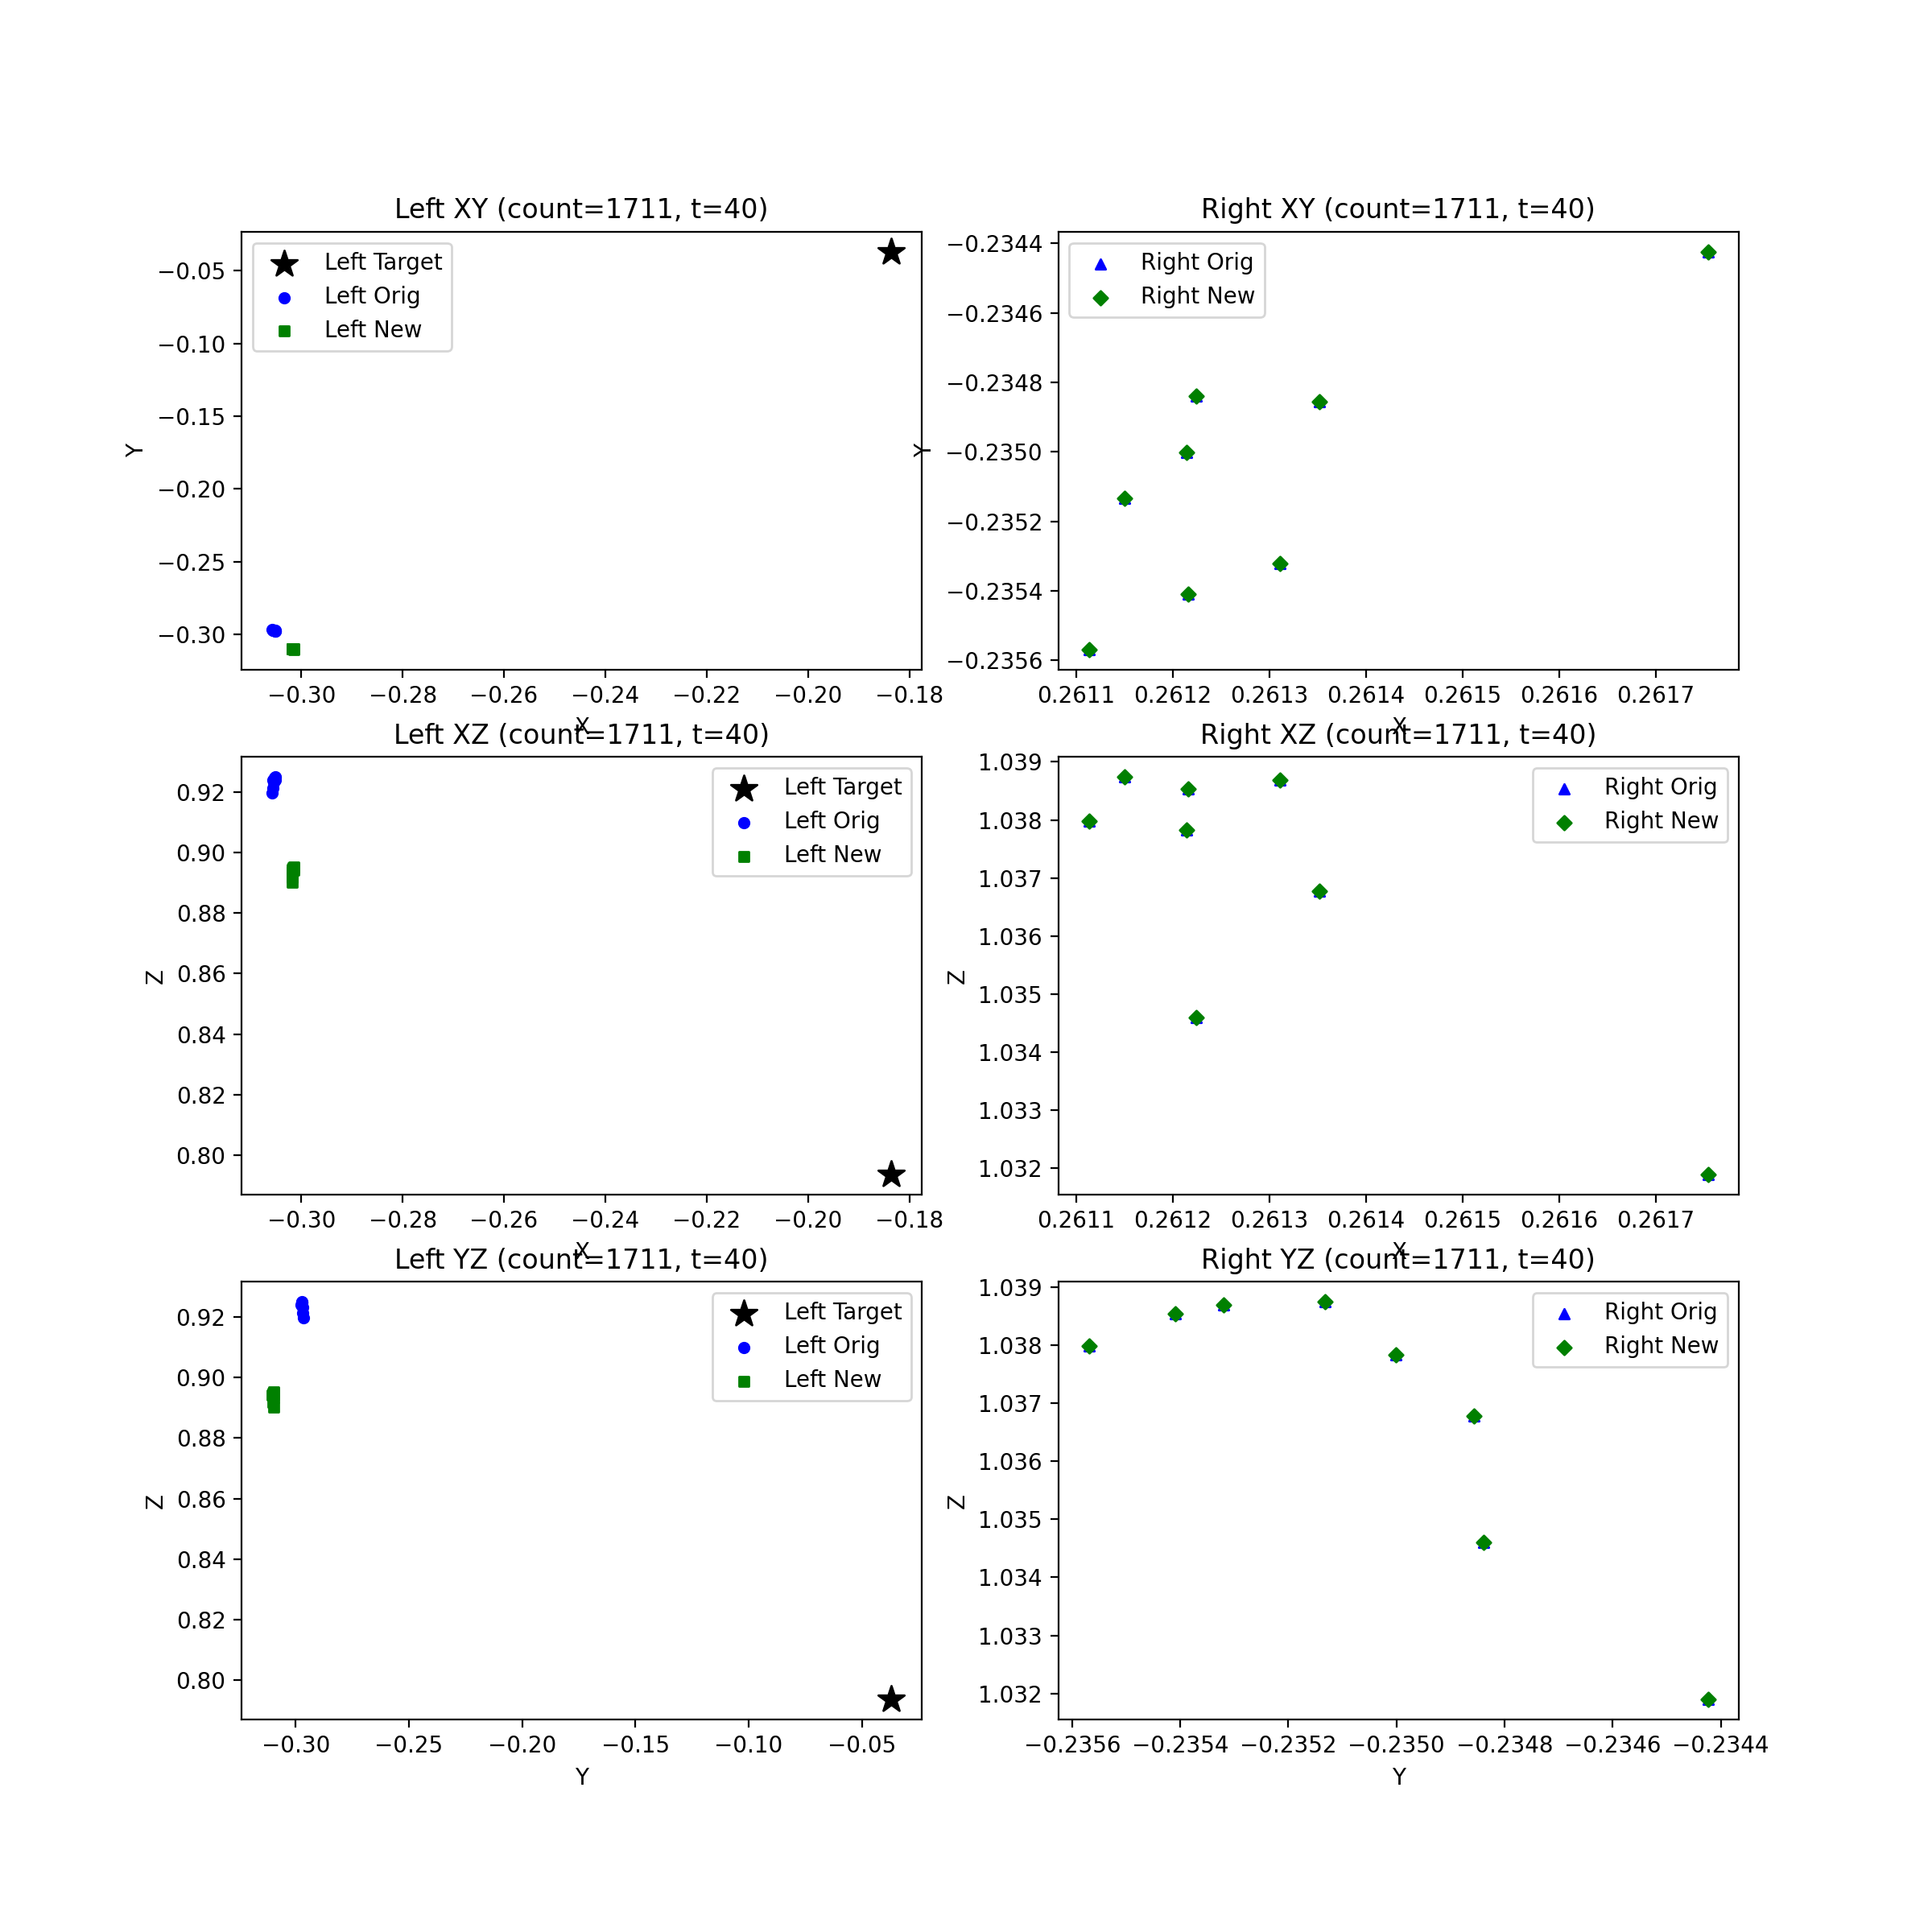 Left XY (count=1711, t=40)
Left Target
Left Orig
Left New
−0.05
−0.10
−0.15
−0.20
−0.25
−0.30
Y
−0.30 −0.28 −0.26 −0.24 −0.22 −0.20 −0.18
X
Right XY (count=1711, t=40)
Right Orig
Right New
−0.2344
−0.2346
−0.2348
−0.2350
−0.2352
−0.2354
−0.2356
Y
0.2611 0.2612 0.2613 0.2614 0.2615 0.2616 0.2617
X
Left XZ (count=1711, t=40)
Left Target
Left Orig
Left New
0.92
0.90
0.88
0.86
0.84
0.82
0.80
Z
−0.30 −0.28 −0.26 −0.24 −0.22 −0.20 −0.18
X
Right XZ (count=1711, t=40)
Right Orig
Right New
1.039
1.038
1.037
1.036
1.035
1.034
1.033
1.032
Z
0.2611 0.2612 0.2613 0.2614 0.2615 0.2616 0.2617
X
Left YZ (count=1711, t=40)
Left Target
Left Orig
Left New
0.92
0.90
0.88
0.86
0.84
0.82
0.80
Z
−0.30 −0.25 −0.20 −0.15 −0.10 −0.05
Y
Right YZ (count=1711, t=40)
Right Orig
Right New
1.039
1.038
1.037
1.036
1.035
1.034
1.033
1.032
Z
−0.2356 −0.2354 −0.2352 −0.2350 −0.2348 −0.2346 −0.2344
Y